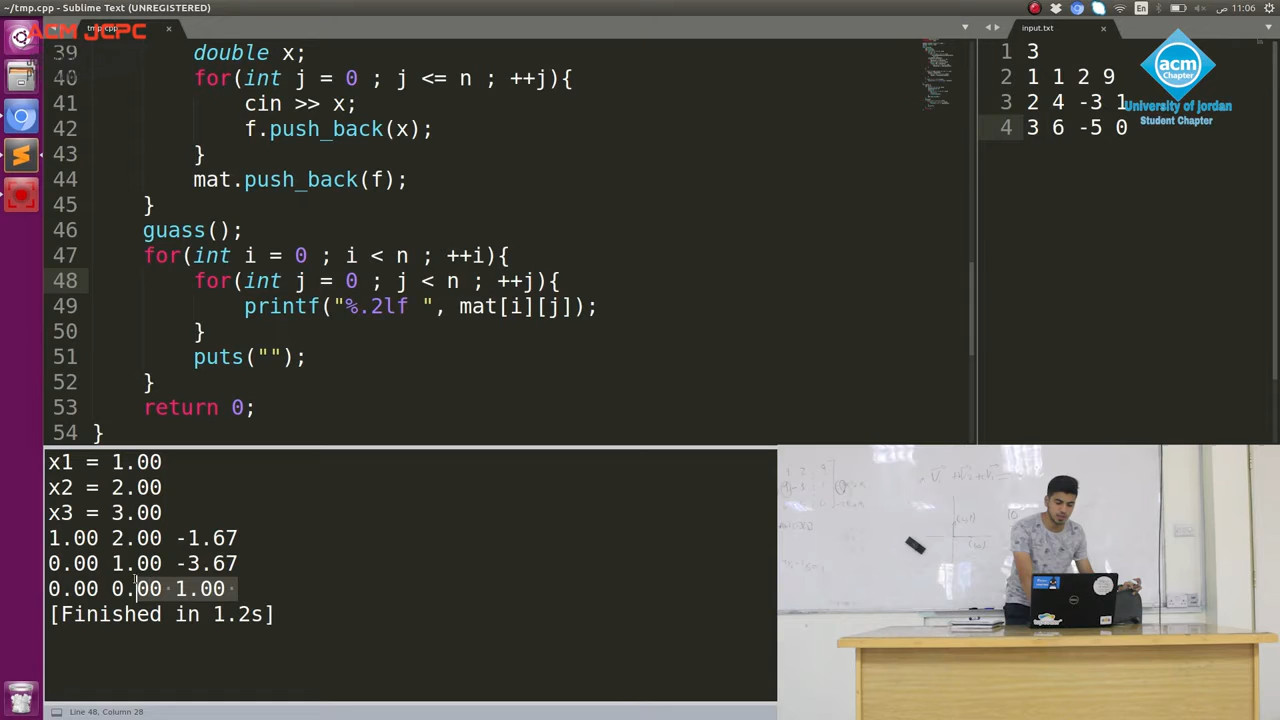 ~/tmp.cpp - Sublime Text (UNREGISTERED)
En
11:06 ص
ACM JCPC
tmp.cpp
input.txt
39 double x;
40 for(int j = 0 ; j <= n ; ++j){
41 cin >> x;
42 f.push_back(x);
43 }
44 mat.push_back(f);
45 }
46 guass();
47 for(int i = 0 ; i < n ; ++i){
48 for(int j = 0 ; j < n ; ++j){
49 printf("%.2lf ", mat[i][j]);
50 }
51 puts("");
52 }
53 return 0;
54 }
1 3
2 1 1 2 9
3 2 4 -3 1
4 3 6 -5 0
acm
Chapter
University of jordan
Student Chapter
x1 = 1.00
x2 = 2.00
x3 = 3.00
1.00 2.00 -1.67
0.00 1.00 -3.67
0.00 0.00 1.00
[Finished in 1.2s]
Line 48, Column 28